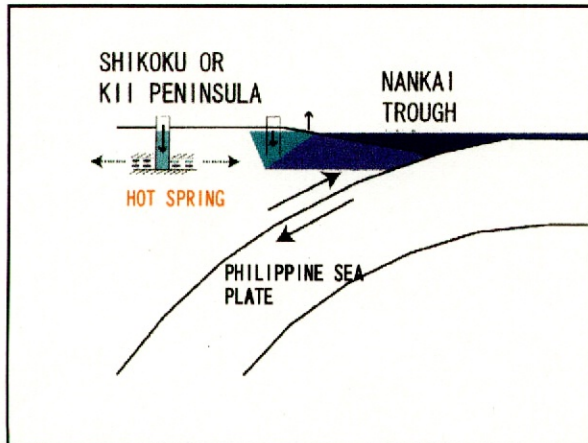 SHIKOKU OR
KII PENINSULA
NANKAI
TROUGH
HOT SPRING
PHILIPPINE SEA
PLATE